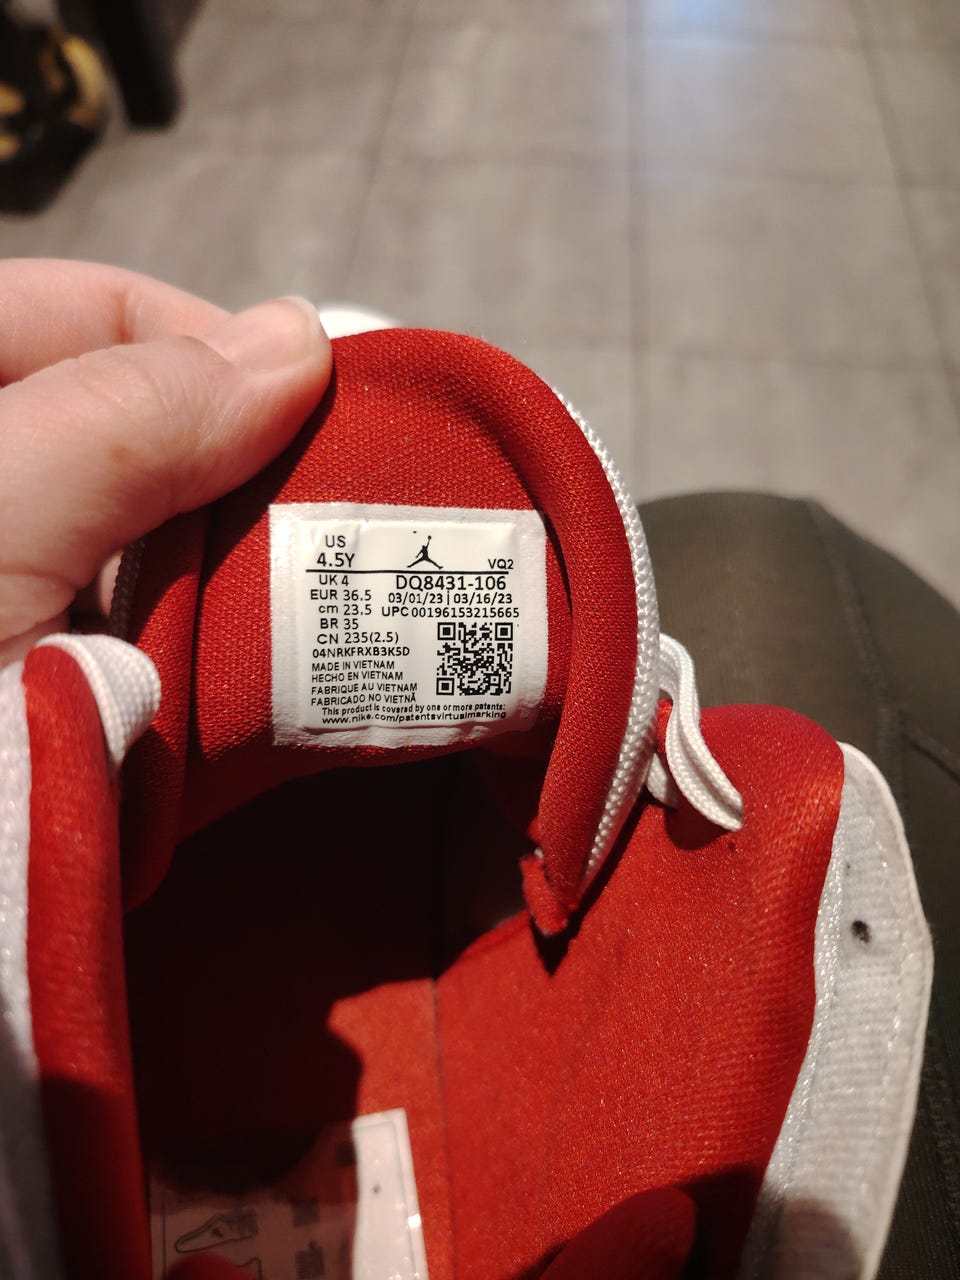 US
4.5Y
VQ2
UK 4 DQ8431-106
EUR 36.5 03/01/23 | 03/16/23
cm 23.5 UPC 00196153215665
BR 35
CN 235(2.5)
04NRKFRXB3K5D
MADE IN VIETNAM
HECHO EN VIETNAM
FABRIQUE AU VIETNAM
FABRICADO NO VIETNÃ
This product is covered by one or more patents:
www.nike.com/patentsvirtualmarking